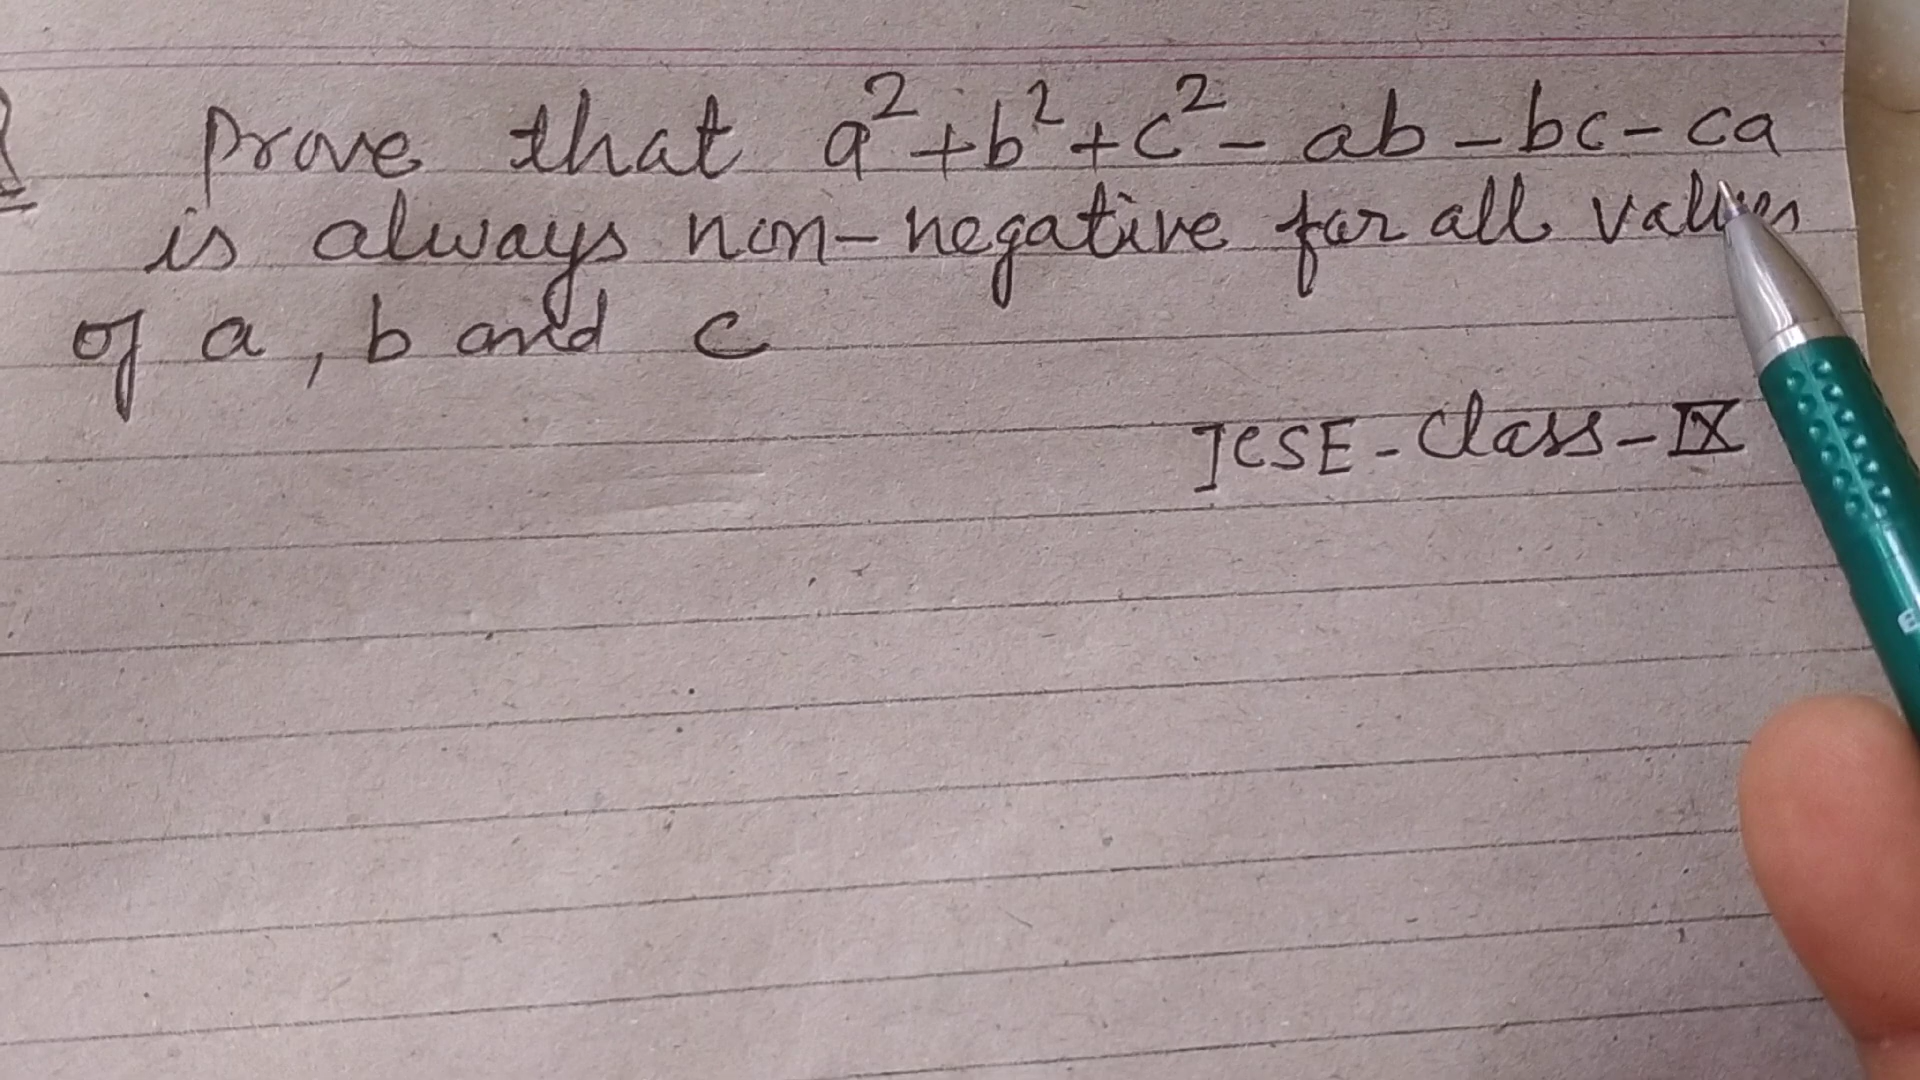 Prove that a² + b² + c² - ab - bc - ca
is always non-negative for all values
of a, b and c
ICSE - Class - IX